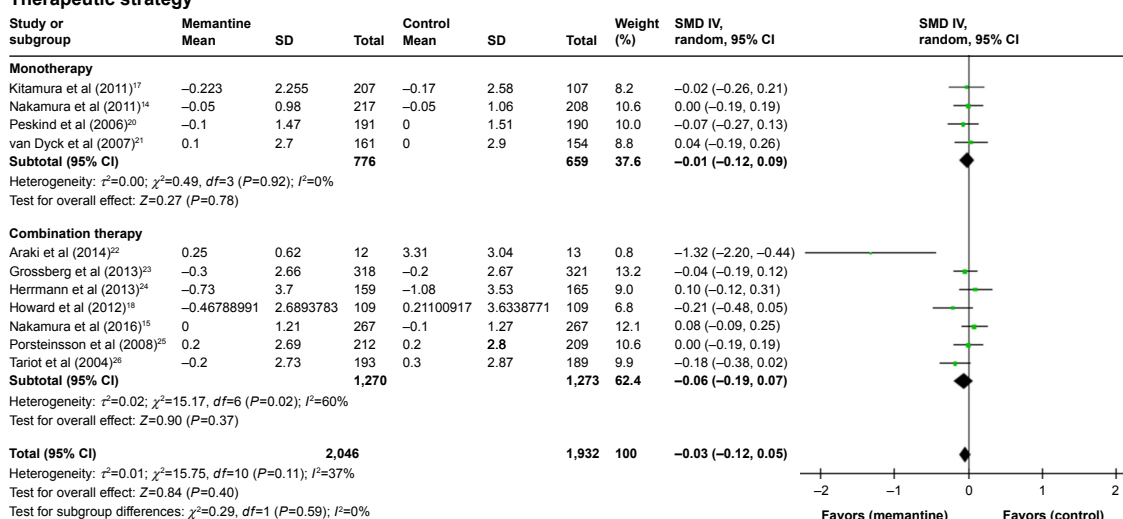 Therapeutic strategy
Study or subgroup Memantine Mean SD Total Control Mean SD Total Weight (%) SMD IV, random, 95% CI SMD IV, random, 95% CI
Monotherapy
Kitamura et al (2011)¹⁷ −0.223 2.255 207 −0.17 2.58 107 8.2 −0.02 (−0.26, 0.21)
Nakamura et al (2011)¹⁴ −0.05 0.98 217 −0.05 1.06 208 10.6 0.00 (−0.19, 0.19)
Peskind et al (2006)²⁰ −0.1 1.47 191 0 1.51 190 10.0 −0.07 (−0.27, 0.13)
van Dyck et al (2007)²¹ 0.1 2.7 161 0 2.9 154 8.8 0.04 (−0.19, 0.26)
Subtotal (95% CI) 776 659 37.6 −0.01 (−0.12, 0.09)
Heterogeneity: τ²=0.00; χ²=0.49, df=3 (P=0.92); I²=0%
Test for overall effect: Z=0.27 (P=0.78)
Combination therapy
Araki et al (2014)²² 0.25 0.62 12 3.31 3.04 13 0.8 −1.32 (−2.20, −0.44)
Grossberg et al (2013)²³ −0.3 2.66 318 −0.2 2.67 321 13.2 −0.04 (−0.19, 0.12)
Herrmann et al (2013)²⁴ −0.73 3.7 159 −1.08 3.53 165 9.0 0.10 (−0.12, 0.31)
Howard et al (2012)¹⁸ −0.46788991 2.6893783 109 0.21100917 3.6338771 109 6.8 −0.21 (−0.48, 0.05)
Nakamura et al (2016)¹⁵ 0 1.21 267 −0.1 1.27 267 12.1 0.08 (−0.09, 0.25)
Porsteinsson et al (2008)²⁵ 0.2 2.69 212 0.2 2.8 209 10.6 0.00 (−0.19, 0.19)
Tariot et al (2004)²⁶ −0.2 2.73 193 0.3 2.87 189 9.9 −0.18 (−0.38, 0.02)
Subtotal (95% CI) 1,270 1,273 62.4 −0.06 (−0.19, 0.07)
Heterogeneity: τ²=0.02; χ²=15.17, df=6 (P=0.02); I²=60%
Test for overall effect: Z=0.90 (P=0.37)
Total (95% CI) 2,046 1,932 100 −0.03 (−0.12, 0.05)
Heterogeneity: τ²=0.01; χ²=15.75, df=10 (P=0.11); I²=37%
Test for overall effect: Z=0.84 (P=0.40)
Test for subgroup differences: χ²=0.29, df=1 (P=0.59); I²=0%
−2 −1 0 1 2
Favors (memantine) Favors (control)